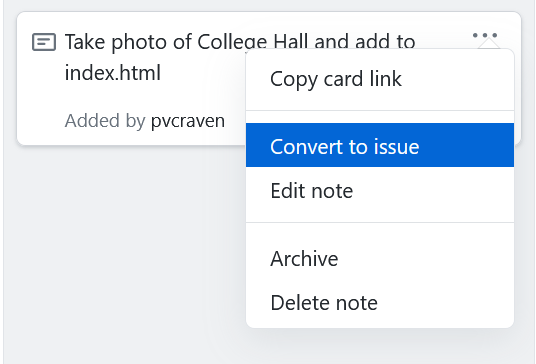 Take photo of College Hall and add to
index.html
Added by pvcraven
Copy card link
Convert to issue
Edit note
Archive
Delete note